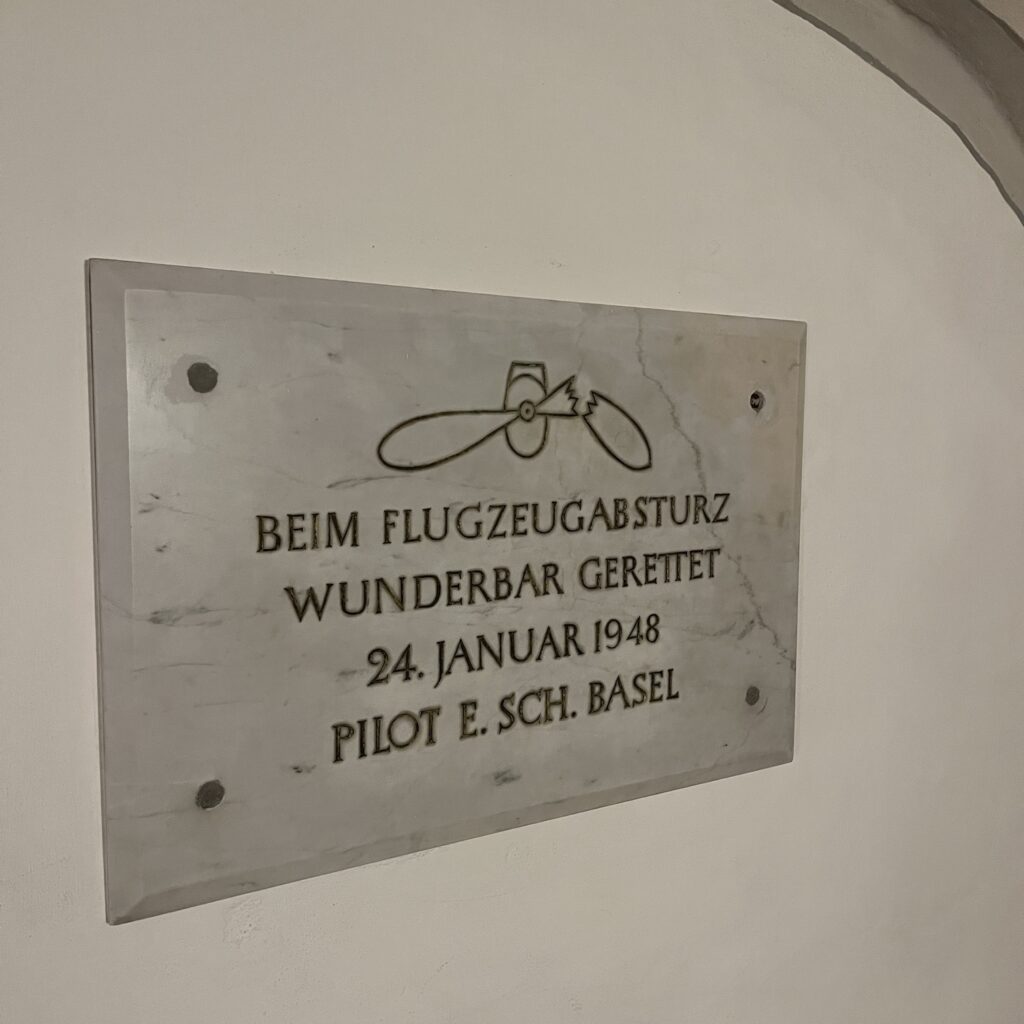 BEIM FLUGZEUGABSTURZ
WUNDERBAR GERETTET
24. JANUAR 1948
PILOT E. SCH. BASEL